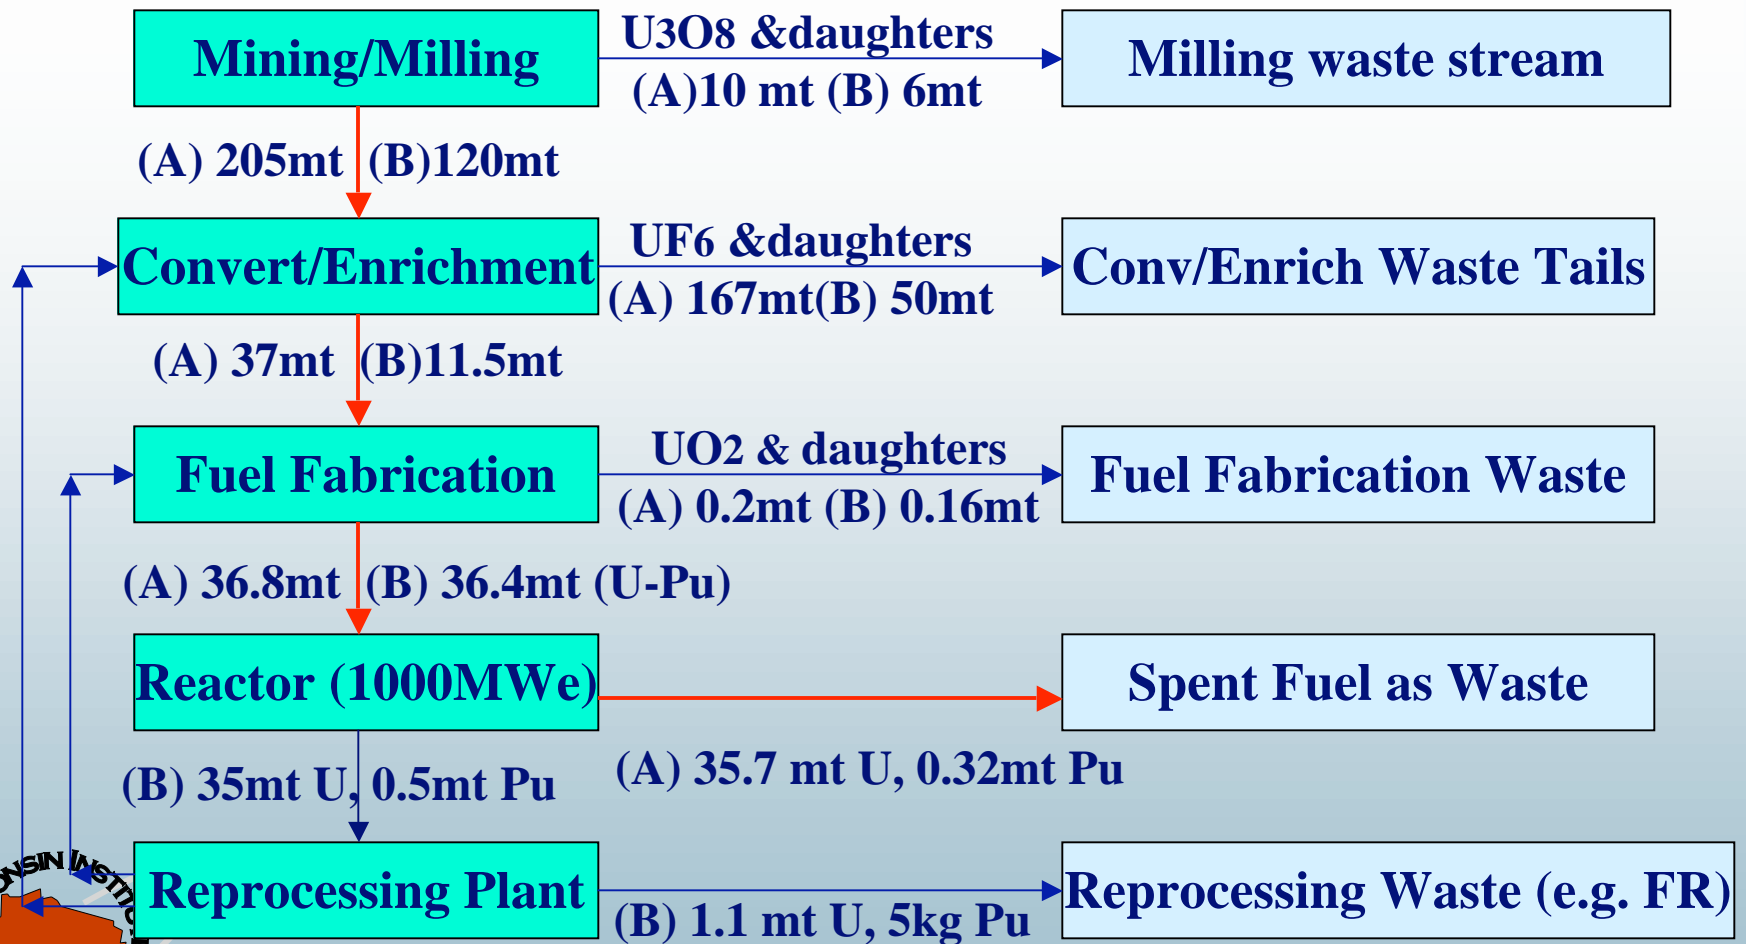 Mining/Milling
U3O8 &daughters
(A)10 mt (B) 6mt
Milling waste stream
(A) 205mt (B)120mt
Convert/Enrichment
UF6 &daughters
(A) 167mt(B) 50mt
Conv/Enrich Waste Tails
(A) 37mt (B)11.5mt
Fuel Fabrication
UO2 & daughters
(A) 0.2mt (B) 0.16mt
Fuel Fabrication Waste
(A) 36.8mt (B) 36.4mt (U-Pu)
Reactor (1000MWe)
Spent Fuel as Waste
(B) 35mt U, 0.5mt Pu
(A) 35.7 mt U, 0.32mt Pu
Reprocessing Plant
(B) 1.1 mt U, 5kg Pu
Reprocessing Waste (e.g. FR)